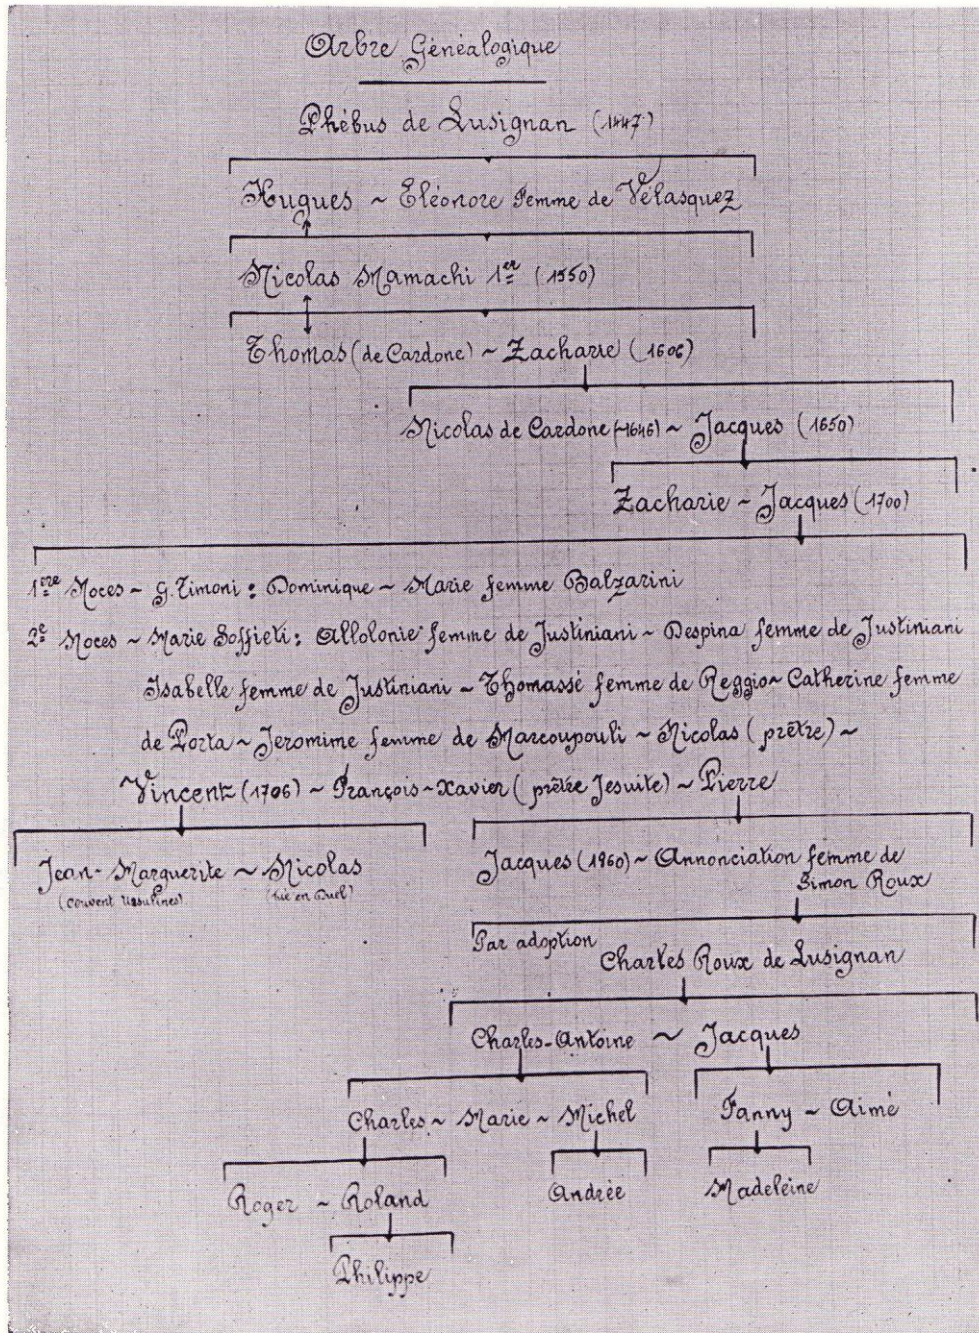 Arbre Généalogique
Phébus de Lusignan (1447)
Hugues ~ Eléonore Femme de Vélasquez
Nicolas Mamachi 1er (1550)
Thomas (de Cardone) ~ Zacharie (1606)
Nicolas de Cardone (-1646) ~ Jacques (1650)
Zacharie ~ Jacques (1700)
1ère Noces ~ G. Timoni : Dominique ~ Marie femme Balzarini
2e Noces ~ Marie Soffieti : Allolonie femme de Justiniani ~ Despina femme de Justiniani
Isabelle femme de Justiniani ~ Thomassé femme de Reggio ~ Catherine femme
de Porta ~ Jeromime femme de Marcoupouli ~ Nicolas (prêtre) ~
Vincent (1706) ~ François-Xavier (prêtre Jesuite) ~ Pierre
Jean-Marguerite ~ Nicolas
(couvent Ursulines) (tué en Duel)
Jacques (1860) ~ Annonciation femme de
Simon Roux
Par adoption
Charles Roux de Lusignan
Charles-Antoine ~ Jacques
Charles ~ Marie ~ Michel
Fanny ~ Aimé
Roger ~ Roland
Andrée
Madeleine
Philippe